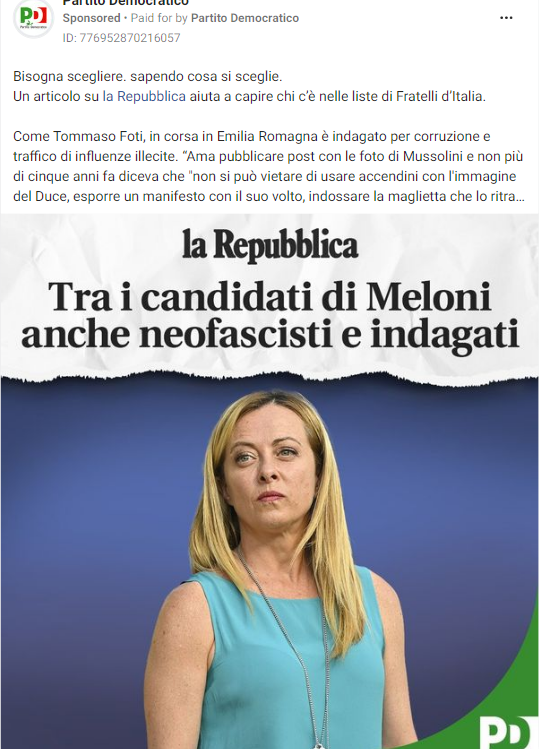 PD
Partito Democratico
Sponsored • Paid for by Partito Democratico
ID: 776952870216057
Bisogna scegliere. sapendo cosa si sceglie.
Un articolo su la Repubblica aiuta a capire chi c'è nelle liste di Fratelli d'Italia.
Come Tommaso Foti, in corsa in Emilia Romagna è indagato per corruzione e
traffico di influenze illecite. “Ama pubblicare post con le foto di Mussolini e non più
di cinque anni fa diceva che "non si può vietare di usare accendini con l'immagine
del Duce, esporre un manifesto con il suo volto, indossare la maglietta che lo ritra...
la Repubblica
Tra i candidati di Meloni
anche neofascisti e indagati
PD